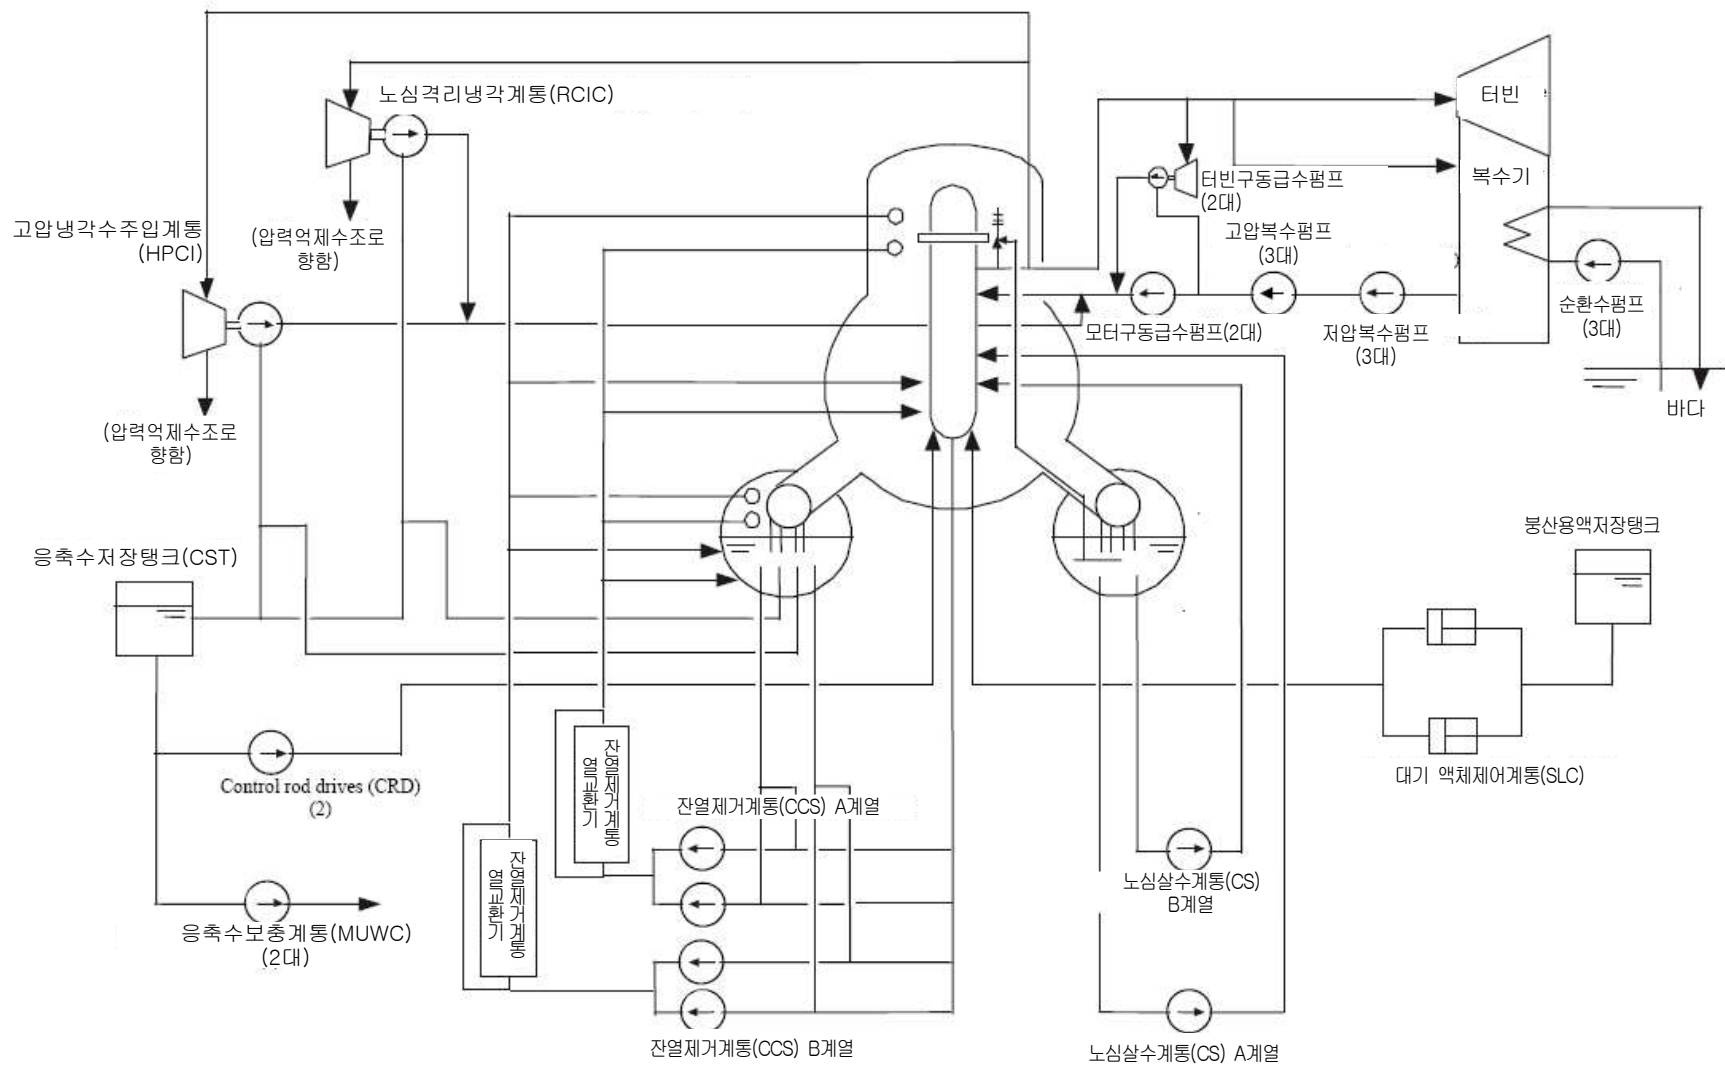 노심격리냉각계통(RCIC)
터빈
터빈구동급수펌프
(2대)
복수기
고압냉각수주입계통
(HPCI)
(압력억제수조로
향함)
고압복수펌프
(3대)
순환수펌프
(3대)
모터구동급수펌프(2대)
저압복수펌프
(3대)
바다
(압력억제수조로
향함)
응축수저장탱크(CST)
붕산용액저장탱크
Control rod drives (CRD)
(2)
잔열제거계통
열교환기
잔열제거계통(CCS) A계열
대기 액체제어계통(SLC)
잔열제거계통
열교환기
노심살수계통(CS)
B계열
응축수보충계통(MUWC)
(2대)
잔열제거계통(CCS) B계열
노심살수계통(CS) A계열